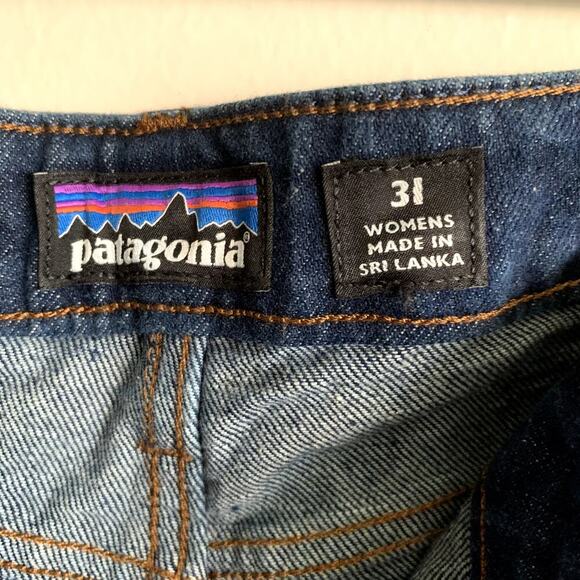 patagonia®
31
WOMENS
MADE IN
SRI LANKA